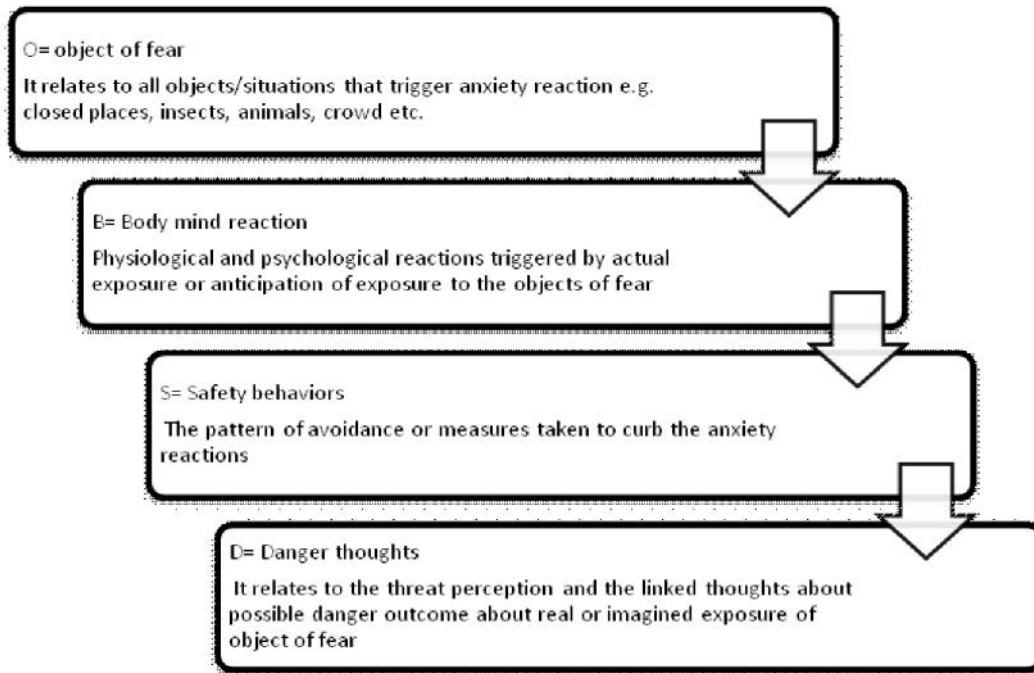 O= object of fear
It relates to all objects/situations that trigger anxiety reaction e.g.
closed places, insects, animals, crowd etc.
B= Body mind reaction
Physiological and psychological reactions triggered by actual
exposure or anticipation of exposure to the objects of fear
S= Safety behaviors
The pattern of avoidance or measures taken to curb the anxiety
reactions
D= Danger thoughts
It relates to the threat perception and the linked thoughts about
possible danger outcome about real or imagined exposure of
object of fear